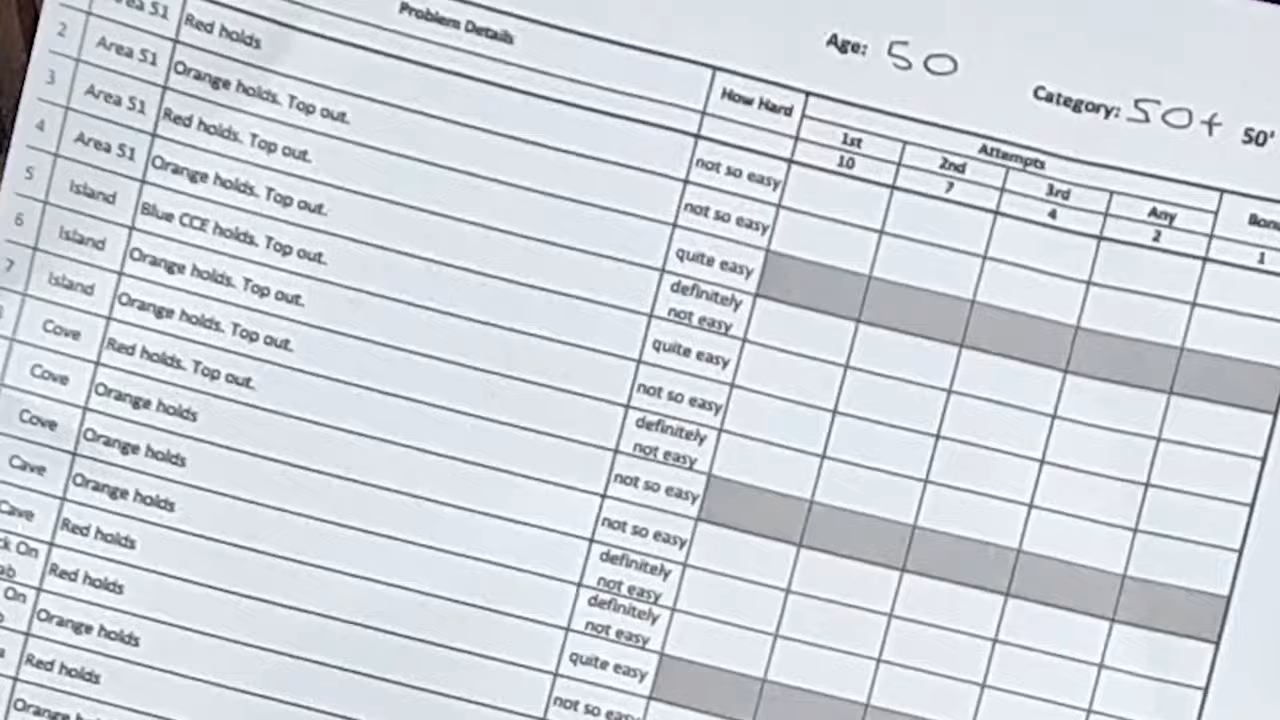 Problem Details
How Hard
Age: 50
Category: 50+ 50'
Attempts
1st 2nd 3rd Any
10 7 4 2 1
51 Red holds not so easy
2 Area 51 Orange holds. Top out. not so easy
3 Area 51 Red holds. Top out. quite easy
4 Area 51 Orange holds. Top out. definitely not easy
5 Island Blue CCE holds. Top out. quite easy
6 Island Orange holds. Top out. not so easy
7 Island Orange holds. Top out. definitely not easy
Cove Red holds. Top out. not so easy
Cove Orange holds not so easy
Cove Orange holds definitely not easy
Cave Orange holds definitely not easy
Cave Red holds quite easy
On Red holds not so easy
On Orange holds
Red holds
Orange